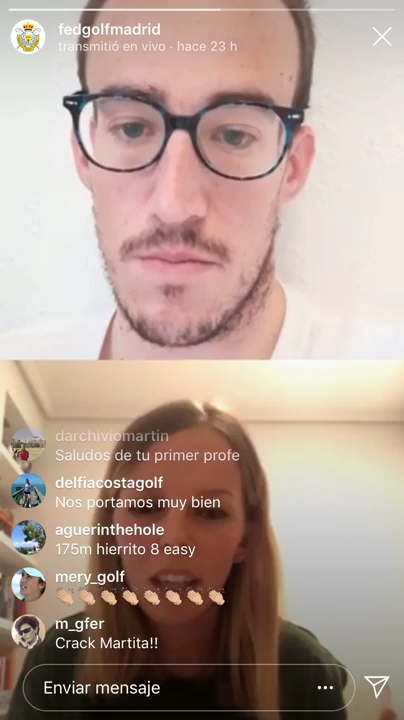 fedgolfmadrid
transmitió en vivo · hace 23 h
darchiviomartin
Saludos de tu primer profe
delfiacostagolf
Nos portamos muy bien
aguerinthehole
175m hierrito 8 easy
mery_golf
👏🏼👏🏼👏🏼👏🏼👏🏼👏🏼👏🏼👏🏼
m_gfer
Crack Martita!!
Enviar mensaje